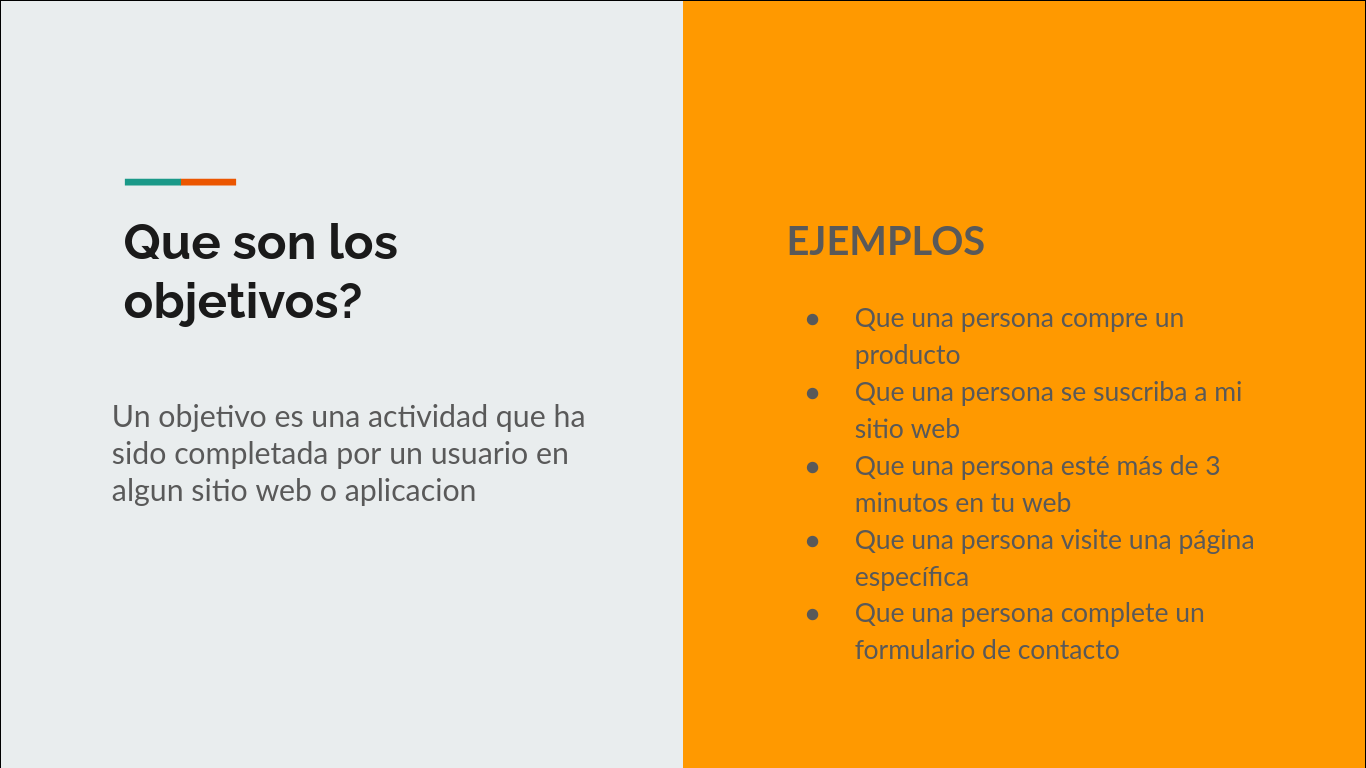 Que son los
objetivos?
Un objetivo es una actividad que ha
sido completada por un usuario en
algun sitio web o aplicacion
EJEMPLOS
● Que una persona compre un
producto
● Que una persona se suscriba a mi
sitio web
● Que una persona esté más de 3
minutos en tu web
● Que una persona visite una página
específica
● Que una persona complete un
formulario de contacto